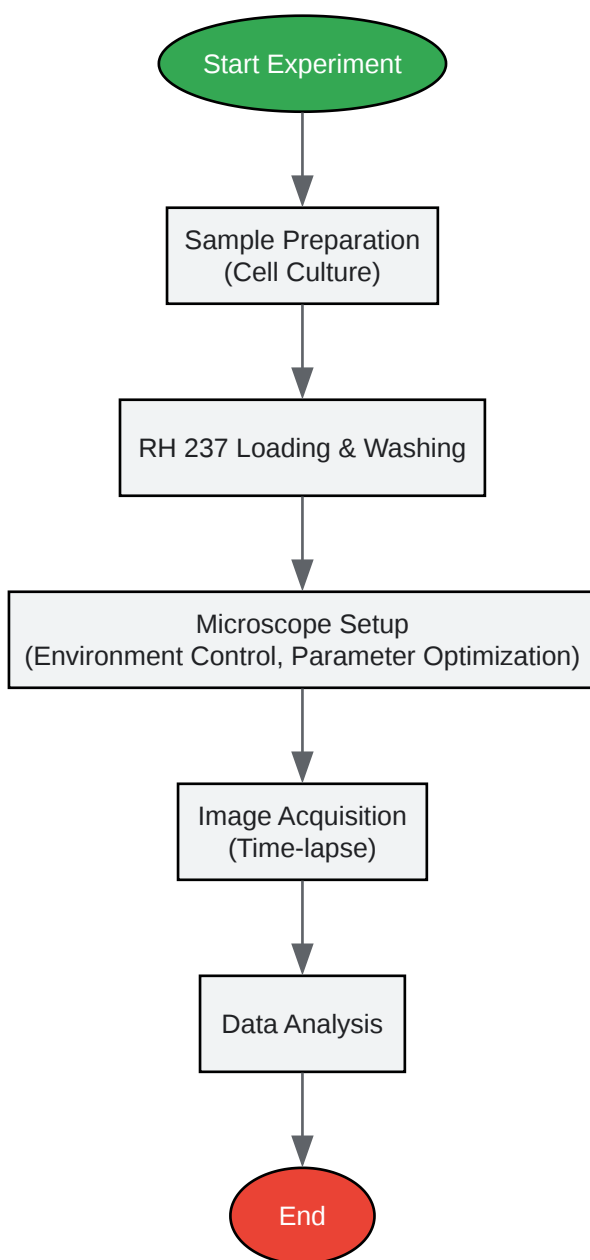 Start Experiment
Sample Preparation
(Cell Culture)
RH 237 Loading & Washing
Microscope Setup
(Environment Control, Parameter Optimization)
Image Acquisition
(Time-lapse)
Data Analysis
End